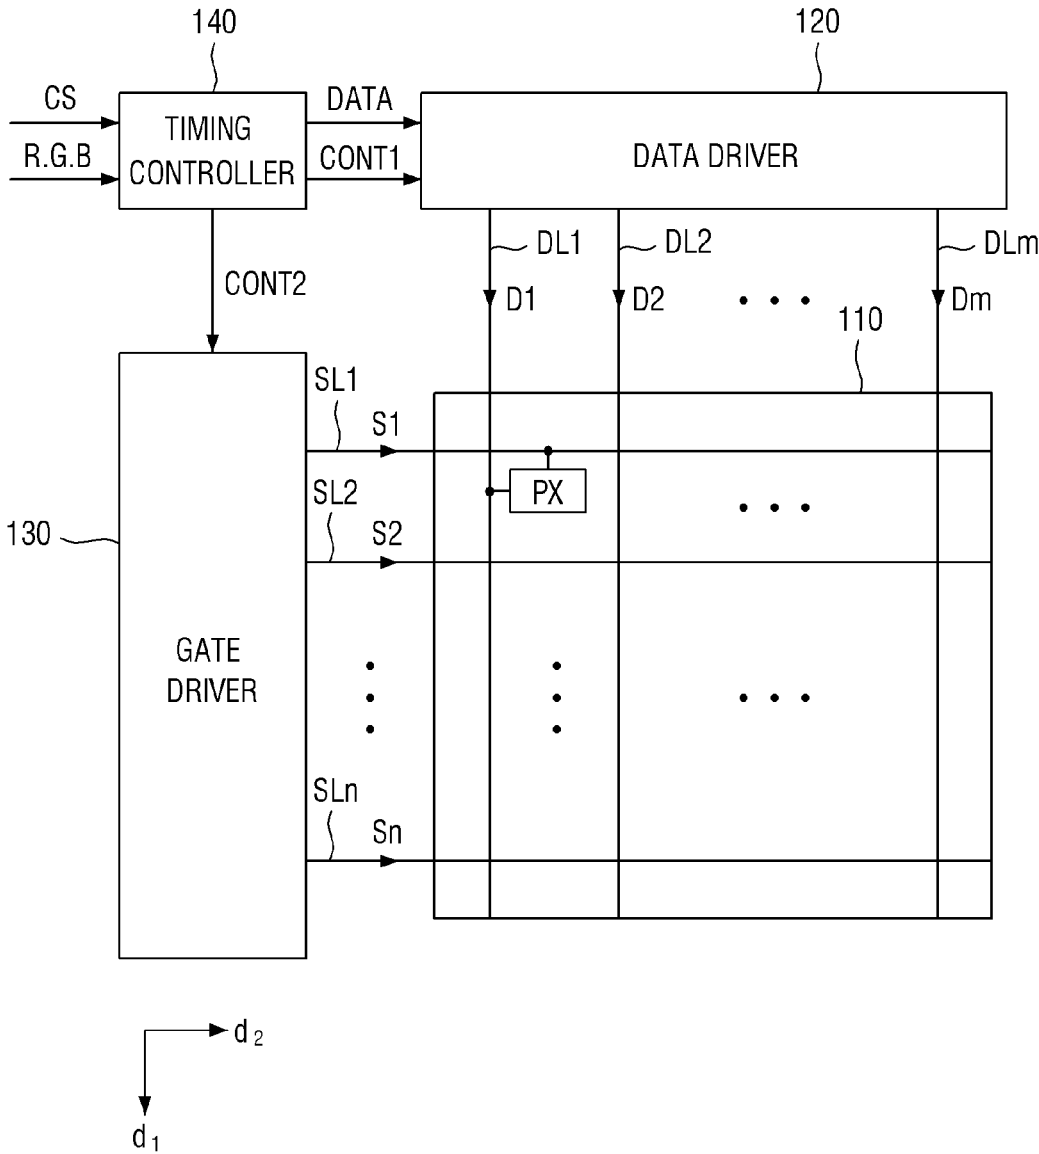 140
120
CS
DATA
R.G.B
CONT1
TIMING
CONTROLLER
DATA DRIVER
DL1
DL2
DLm
CONT2
D1
D2
• • •
Dm
110
SL1
S1
PX
SL2
S2
130
GATE
DRIVER
SLn
Sn
d2
d1